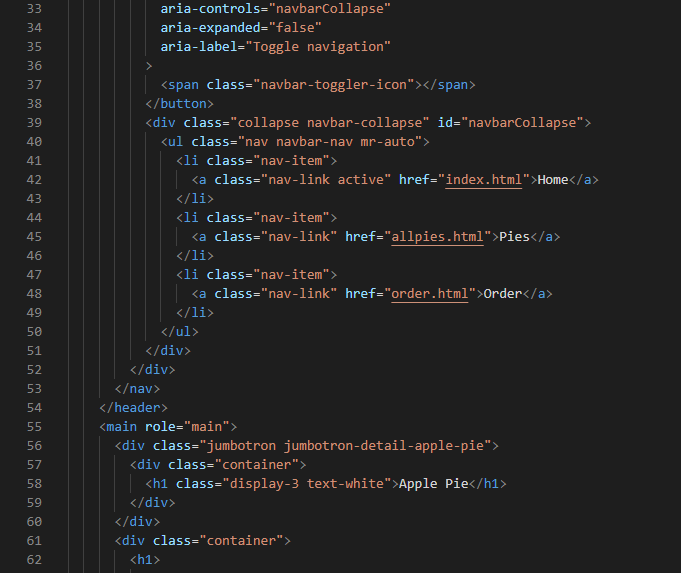 33 aria-controls="navbarCollapse"
34 aria-expanded="false"
35 aria-label="Toggle navigation"
36 >
37 <span class="navbar-toggler-icon"></span>
38 </button>
39 <div class="collapse navbar-collapse" id="navbarCollapse">
40 <ul class="nav navbar-nav mr-auto">
41 <li class="nav-item">
42 <a class="nav-link active" href="index.html">Home</a>
43 </li>
44 <li class="nav-item">
45 <a class="nav-link" href="allpies.html">Pies</a>
46 </li>
47 <li class="nav-item">
48 <a class="nav-link" href="order.html">Order</a>
49 </li>
50 </ul>
51 </div>
52 </div>
53 </nav>
54 </header>
55 <main role="main">
56 <div class="jumbotron jumbotron-detail-apple-pie">
57 <div class="container">
58 <h1 class="display-3 text-white">Apple Pie</h1>
59 </div>
60 </div>
61 <div class="container">
62 <h1>